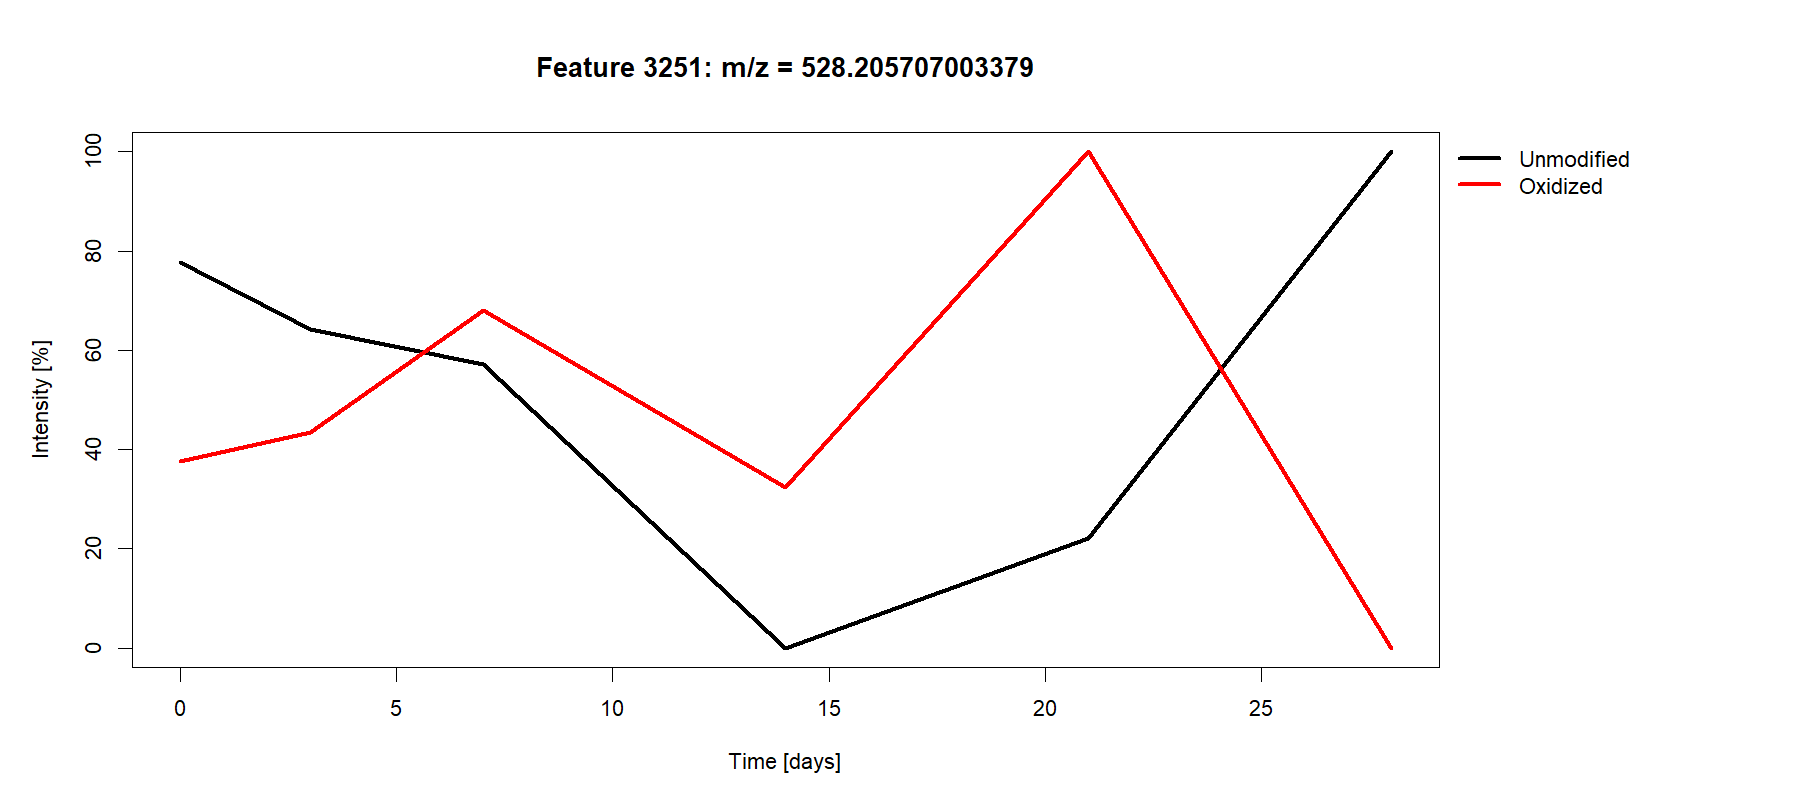 Feature 3251: m/z = 528.205707003379
Unmodified
Oxidized
Intensity [%]
100
80
60
40
20
0
0 5 10 15 20 25
Time [days]